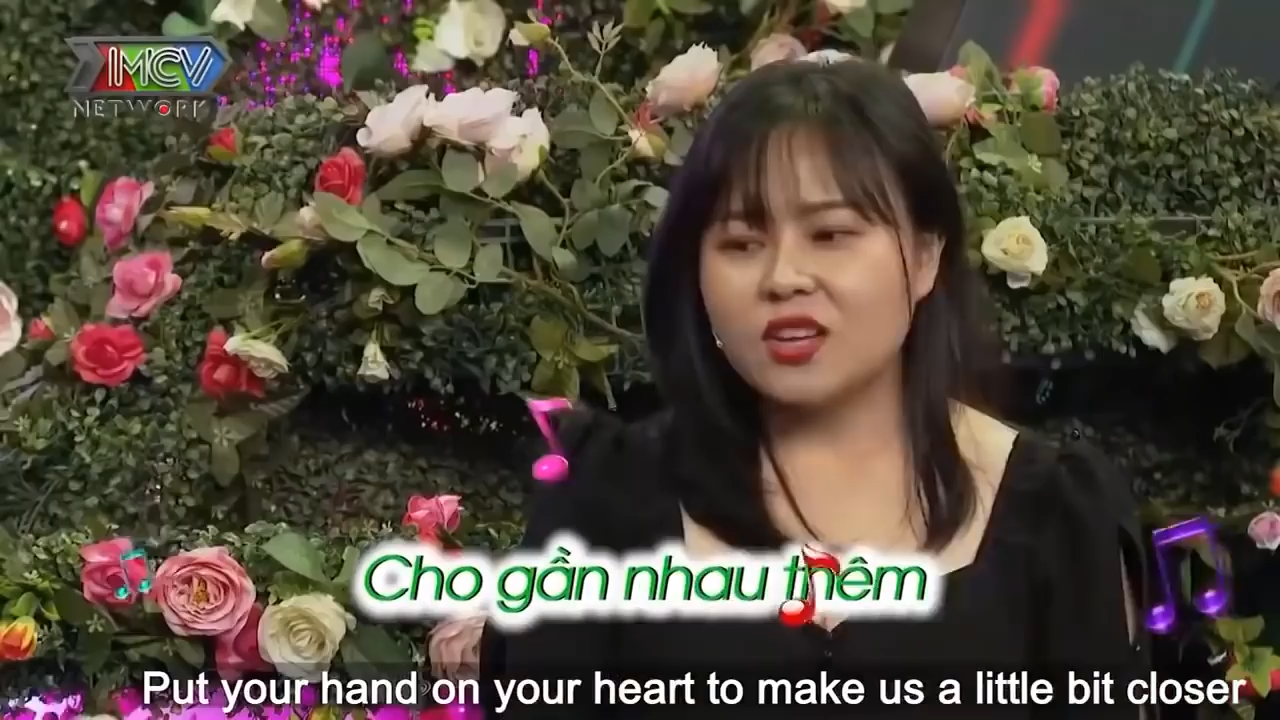 MCV
NETWORK
Cho gần nhau thêm
Put your hand on your heart to make us a little bit closer